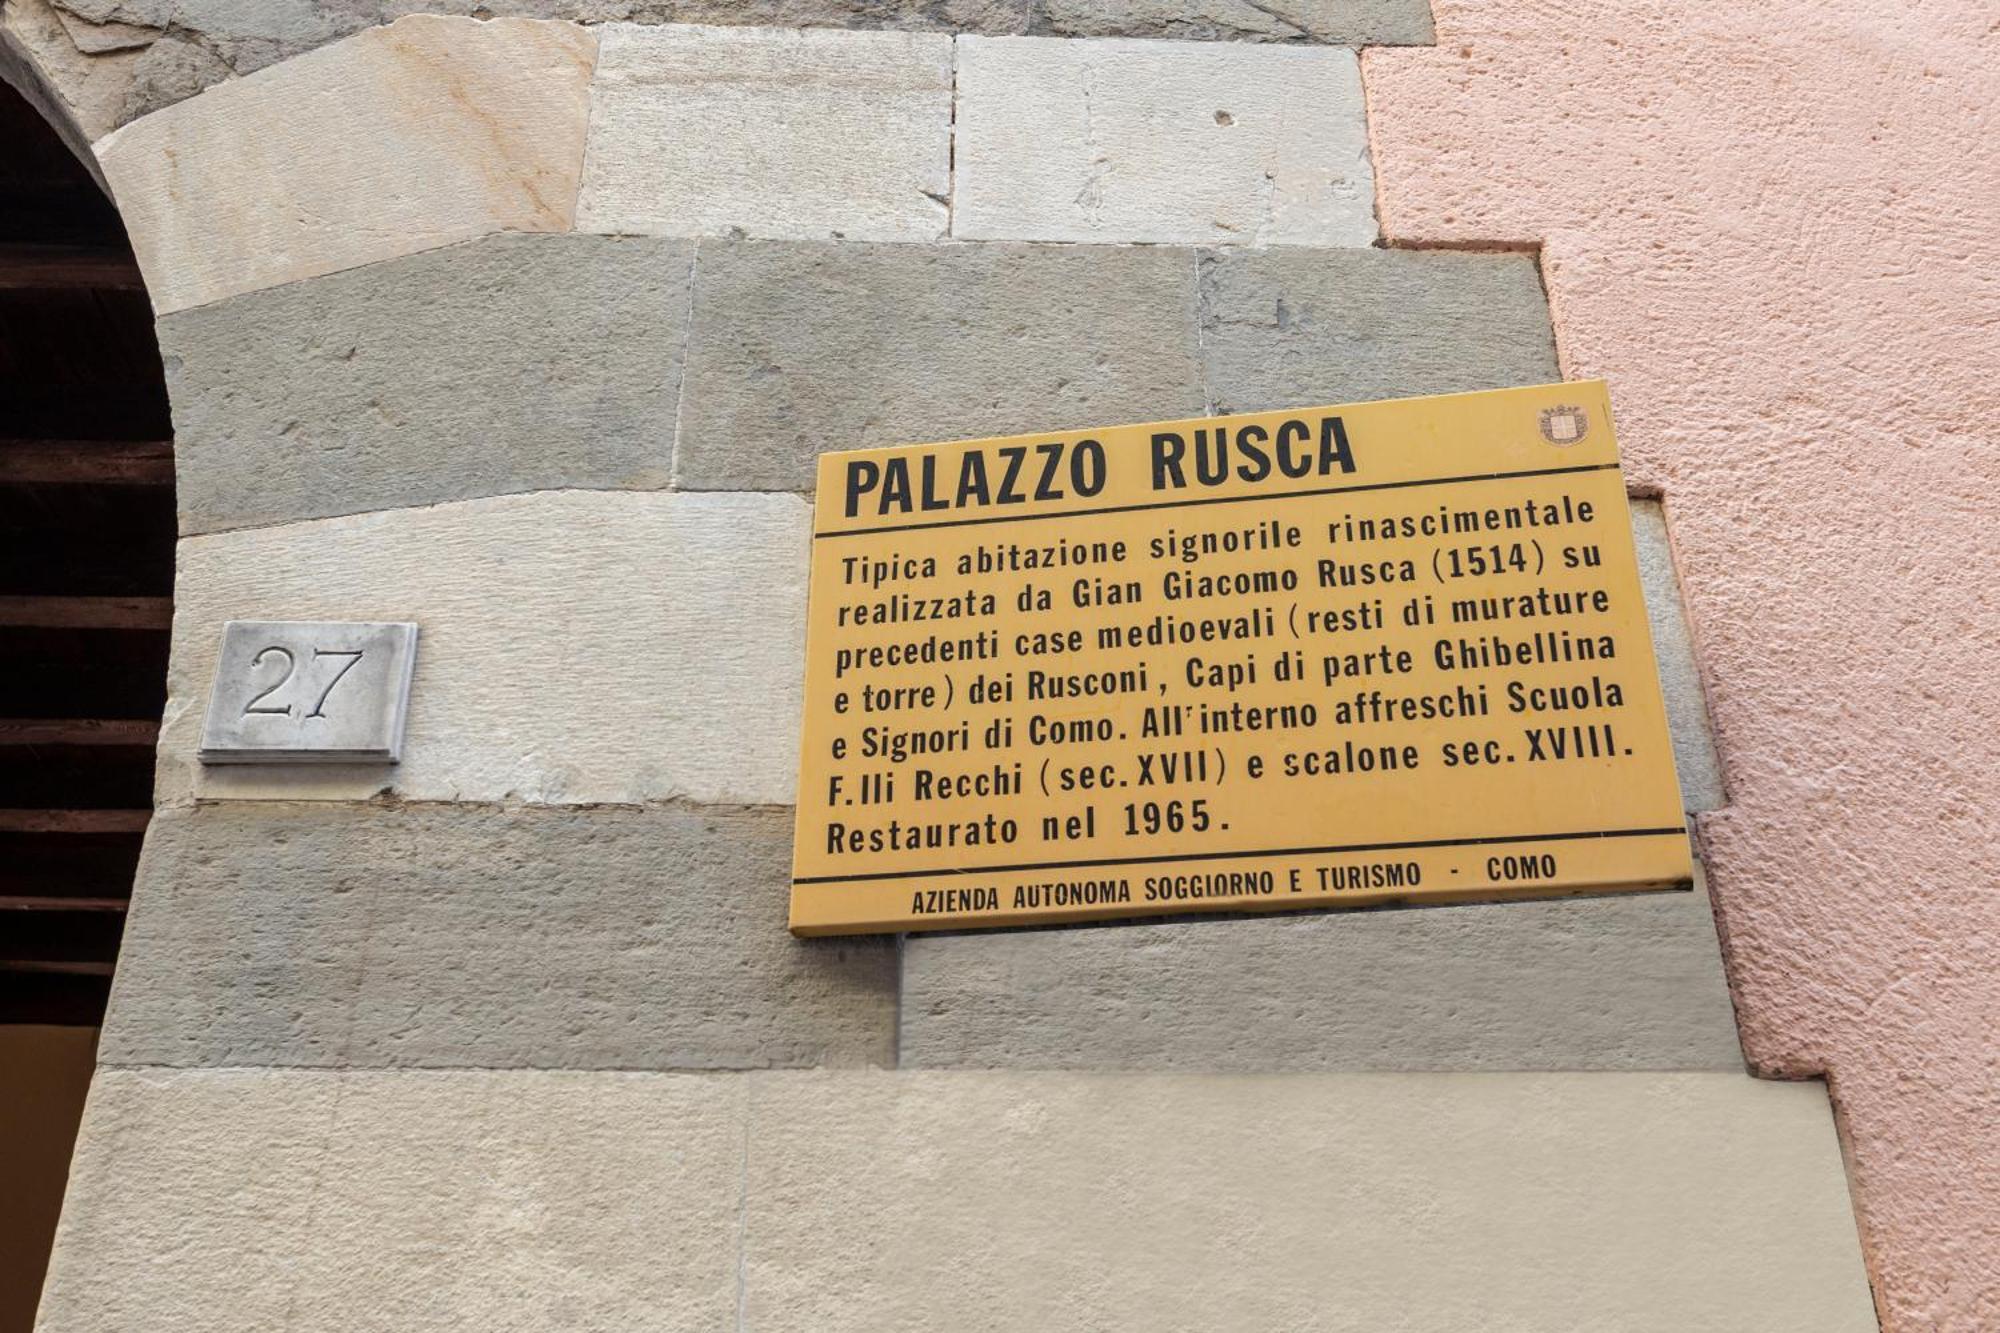 PALAZZO RUSCA
Tipica abitazione signorile rinascimentale
realizzata da Gian Giacomo Rusca (1514) su
precedenti case medioevali (resti di murature
e torre) dei Rusconi, Capi di parte Ghibellina
e Signori di Como. All'interno affreschi Scuola
F.lli Recchi (sec. XVII) e scalone sec. XVIII.
Restaurato nel 1965.
AZIENDA AUTONOMA SOGGIORNO E TURISMO - COMO
27